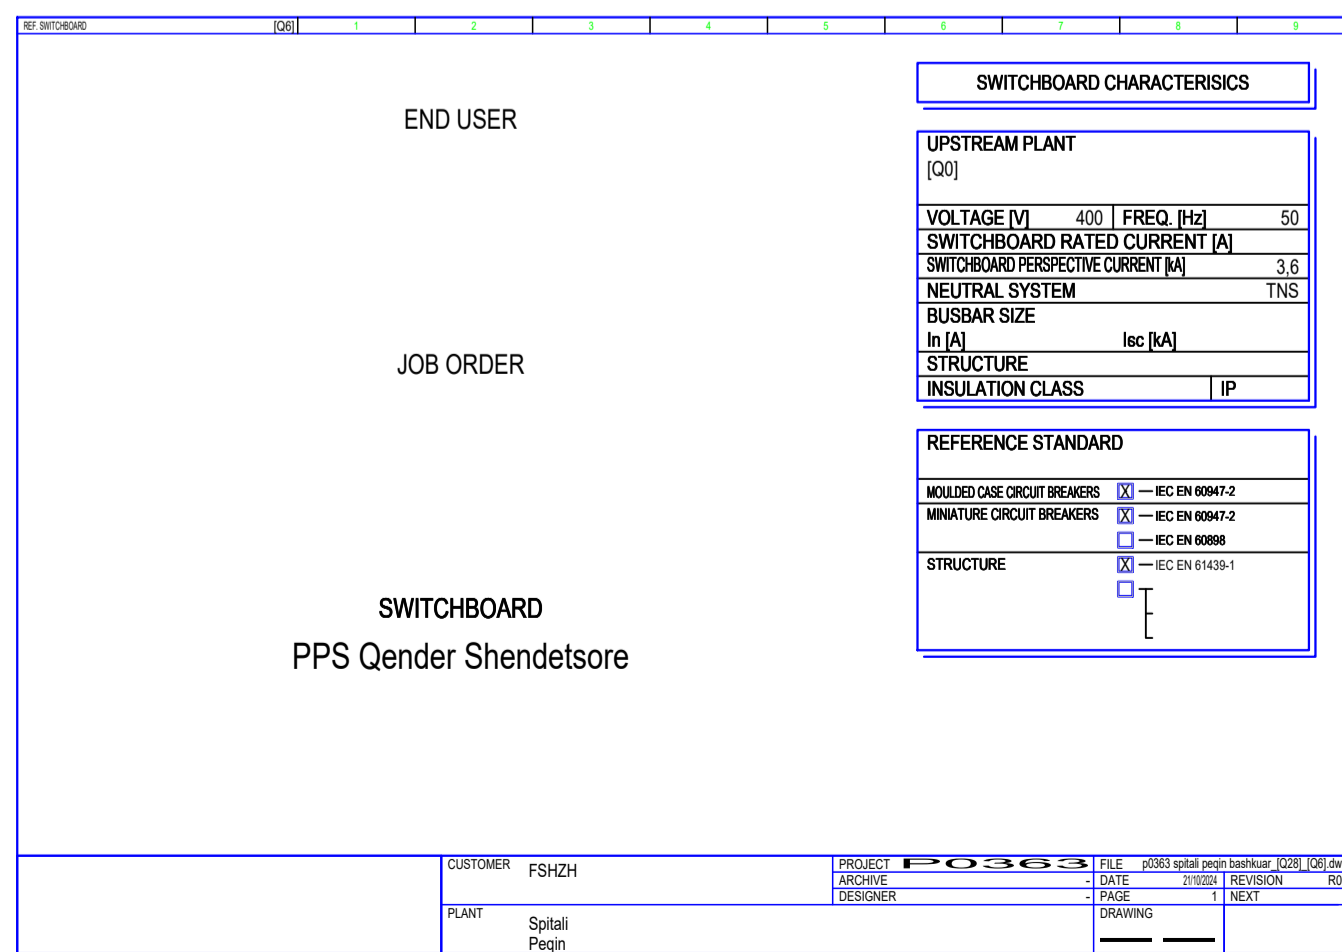 REF. SWITCHBOARD [Q6] 1 2 3 4 5 6 7 8 9
SWITCHBOARD CHARACTERISICS
END USER
UPSTREAM PLANT
[Q0]
VOLTAGE [V] 400 FREQ. [Hz] 50
SWITCHBOARD RATED CURRENT [A]
SWITCHBOARD PERSPECTIVE CURRENT [kA] 3,6
NEUTRAL SYSTEM TNS
BUSBAR SIZE
In [A] Isc [kA]
JOB ORDER
STRUCTURE
INSULATION CLASS IP
REFERENCE STANDARD
MOULDED CASE CIRCUIT BREAKERS X — IEC EN 60947-2
MINIATURE CIRCUIT BREAKERS X — IEC EN 60947-2
— IEC EN 60898
STRUCTURE X — IEC EN 61439-1
SWITCHBOARD
PPS Qender Shendetsore
CUSTOMER FSHZH
PROJECT P0363
FILE p0363 spitali peqin bashkuar_[Q28]_[Q6].dw
ARCHIVE -
DATE 21/10/2024 REVISION R0
DESIGNER -
PAGE 1 NEXT
PLANT
Spitali
Peqin
DRAWING